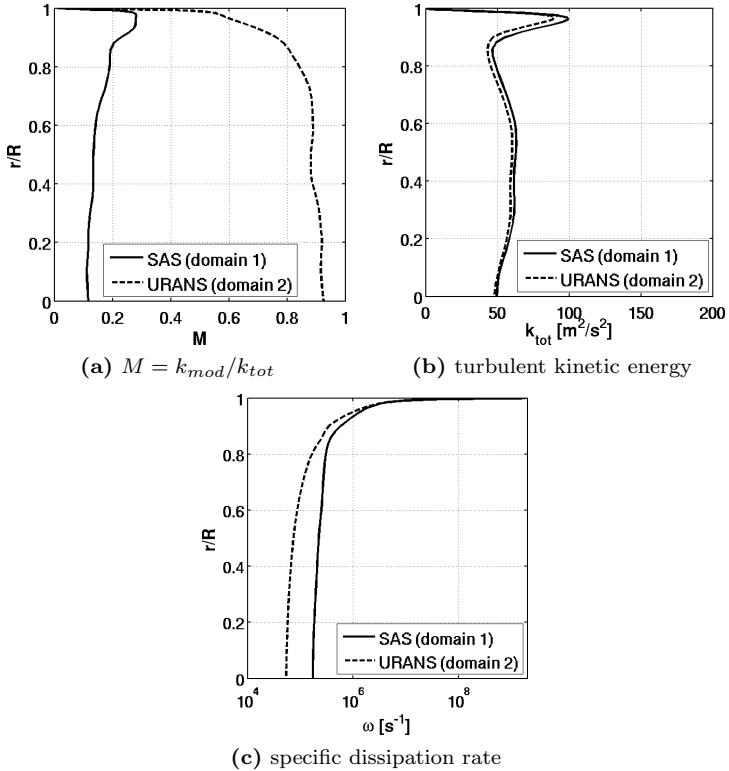 1
0.8
0.6
0.4
0.2
0
r/R
0 0.2 0.4 0.6 0.8 1
M
SAS (domain 1)
URANS (domain 2)
(a) M = k_mod/k_tot
1
0.8
0.6
0.4
0.2
0
r/R
0 50 100 150 200
k_tot [m²/s²]
SAS (domain 1)
URANS (domain 2)
(b) turbulent kinetic energy
1
0.8
0.6
0.4
0.2
0
r/R
10⁴ 10⁶ 10⁸
ω [s⁻¹]
SAS (domain 1)
URANS (domain 2)
(c) specific dissipation rate